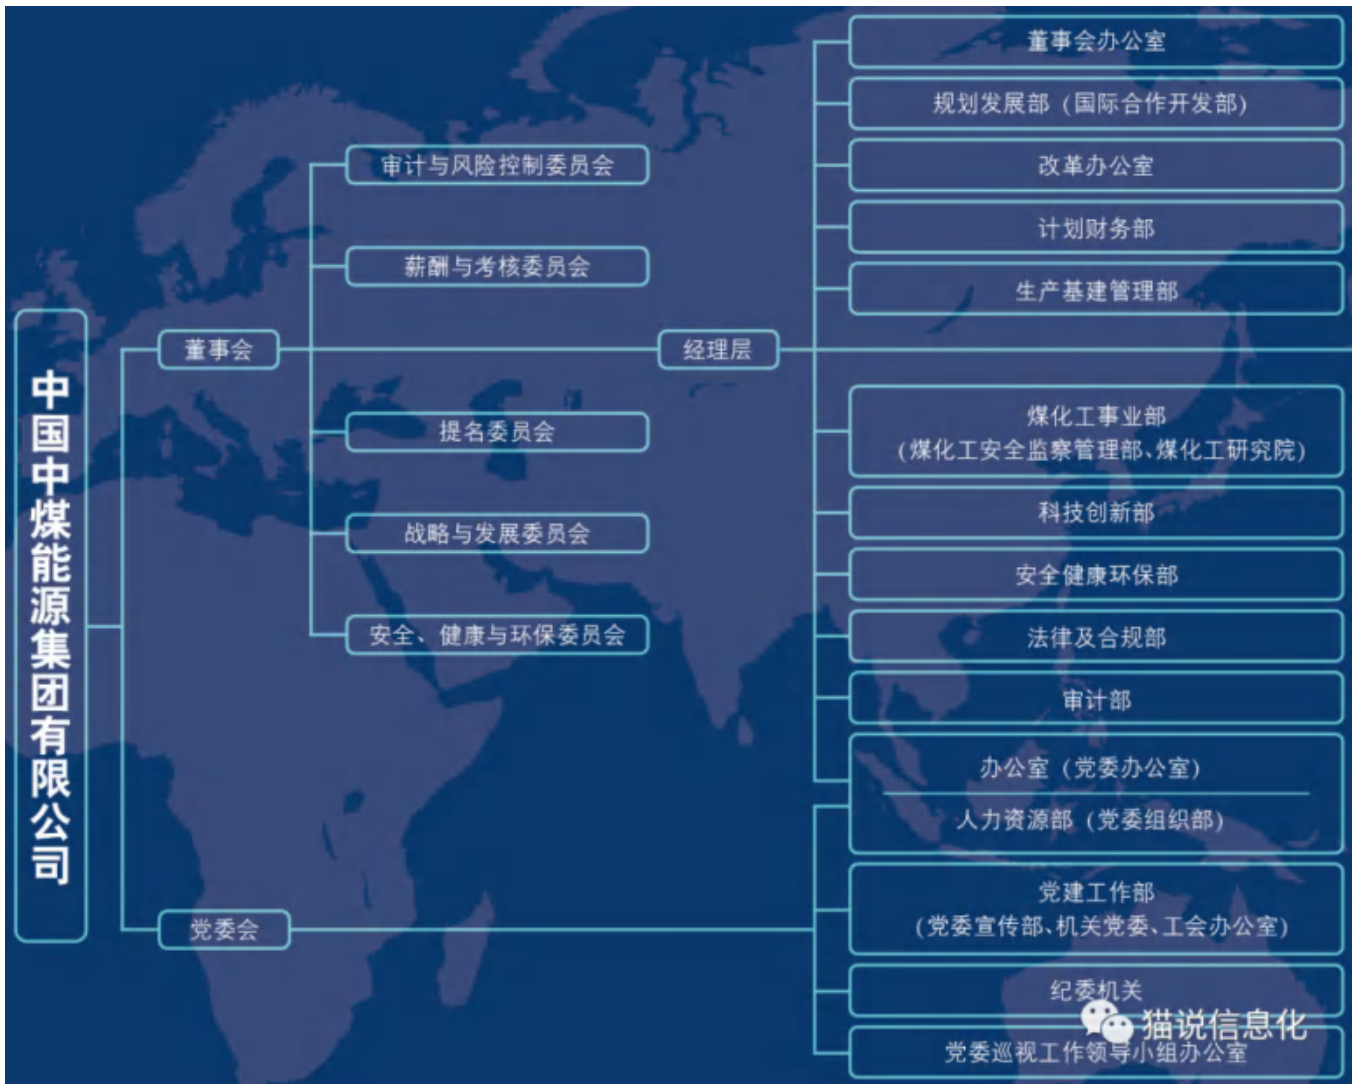 中国中煤能源集团有限公司
董事会
党委会
审计与风险控制委员会
薪酬与考核委员会
提名委员会
战略与发展委员会
安全、健康与环保委员会
经理层
董事会办公室
规划发展部（国际合作开发部）
改革办公室
计划财务部
生产基建管理部
煤化工事业部
（煤化工安全监察管理部、煤化工研究院）
科技创新部
安全健康环保部
法律及合规部
审计部
办公室（党委办公室）
人力资源部（党委组织部）
党建工作部
（党委宣传部、机关党委、工会办公室）
纪委机关
猫说信息化
党委巡视工作领导小组办公室